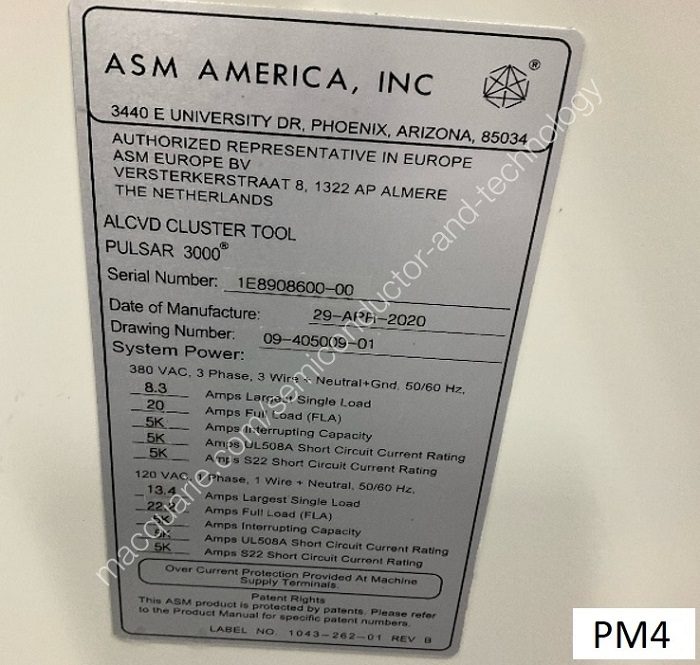 ASM AMERICA, INC ®
3440 E UNIVERSITY DR, PHOENIX, ARIZONA, 85034
AUTHORIZED REPRESENTATIVE IN EUROPE
ASM EUROPE BV
VERSTERKERSTRAAT 8, 1322 AP ALMERE
THE NETHERLANDS
ALCVD CLUSTER TOOL
PULSAR 3000®
Serial Number: 1E8908600-00
Date of Manufacture: 29-APR-2020
Drawing Number: 09-405009-01
System Power:
380 VAC, 3 Phase, 3 Wire + Neutral+Gnd, 50/60 Hz,
8.3 Amps Largest Single Load
20 Amps Full Load (FLA)
5K Amps Interrupting Capacity
5K Amps UL508A Short Circuit Current Rating
5K Amps S22 Short Circuit Current Rating
120 VAC, 1 Phase, 1 Wire + Neutral, 50/60 Hz,
13.4 Amps Largest Single Load
Amps Full Load (FLA)
5K Amps Interrupting Capacity
5K Amps UL508A Short Circuit Current Rating
5K Amps S22 Short Circuit Current Rating
Over Current Protection Provided At Machine
Supply Terminals.
Patent Rights
This ASM product is protected by patents. Please refer
to the Product Manual for specific patent numbers.
LABEL NO. 1043-262-01 REV B
PM4
macquarie.com/semiconductor-and-technology